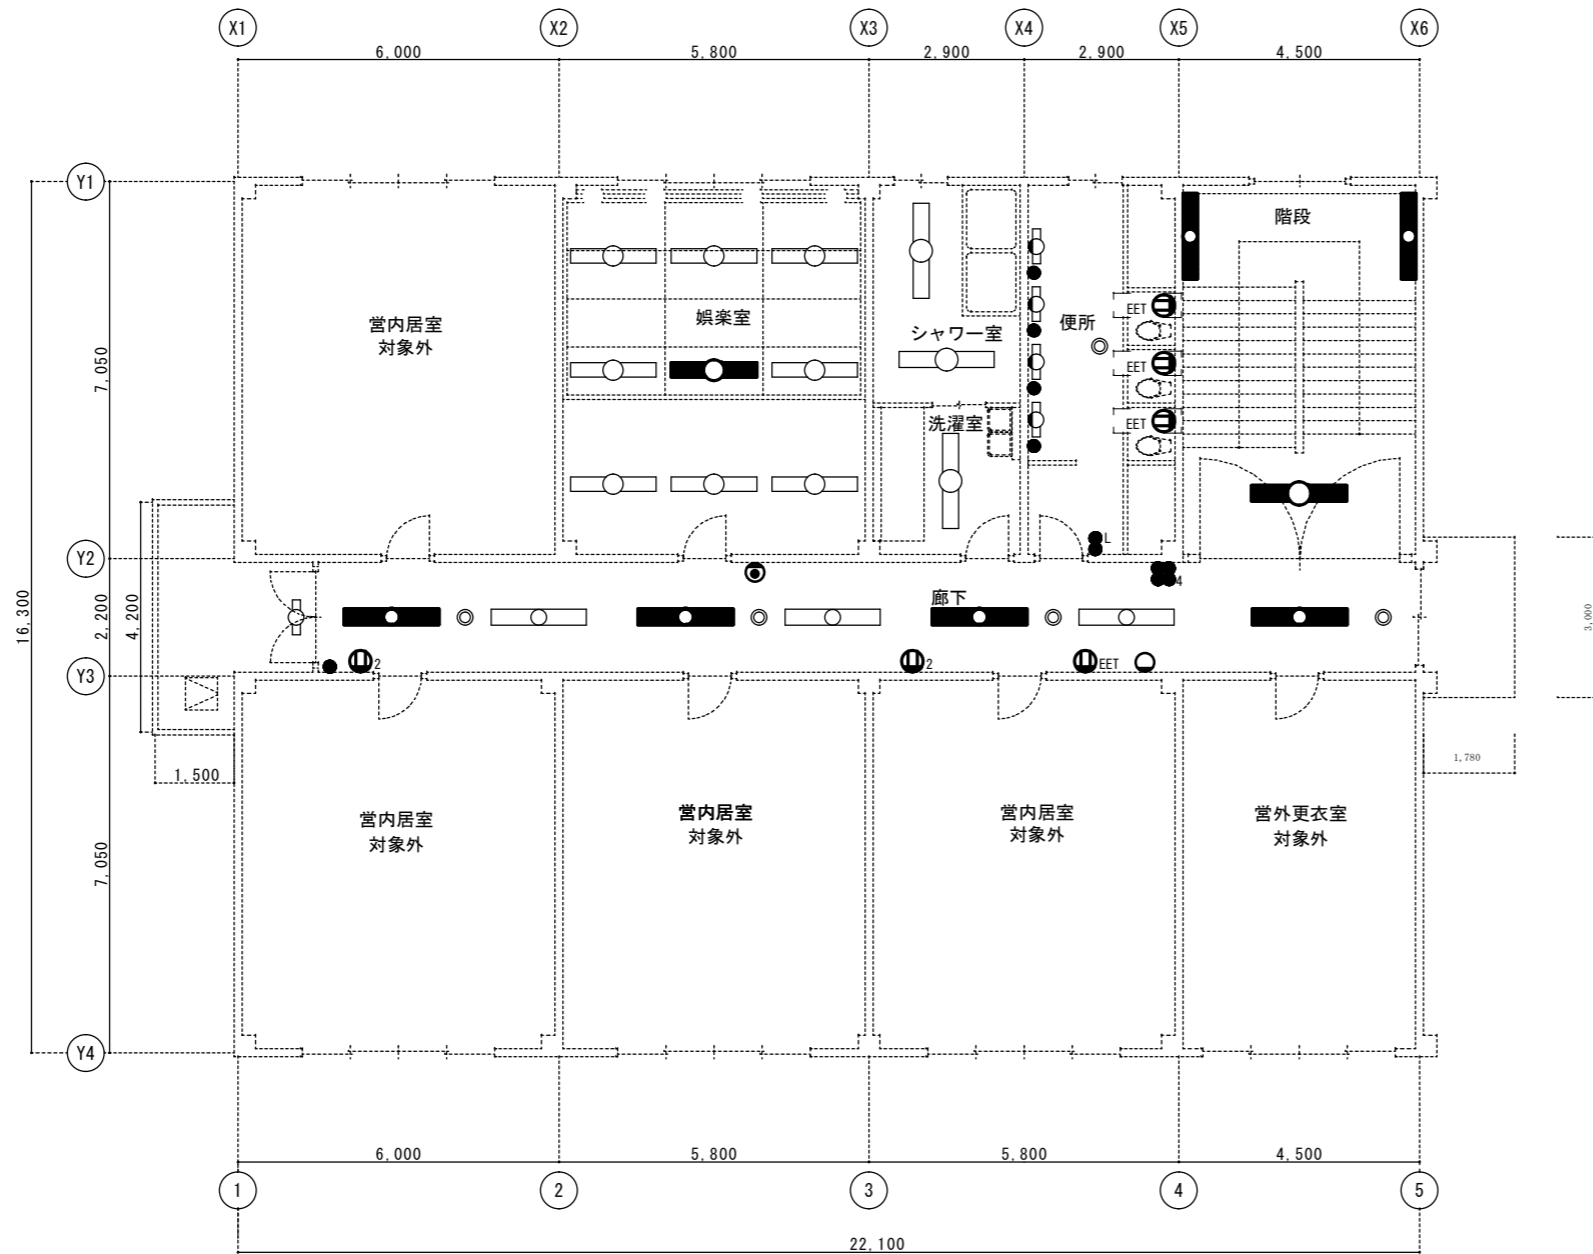 X1
X2
X3
X4
X5
X6
6,000
5,800
2,900
2,900
4,500
Y1
階段
営内居室
対象外
娯楽室
シャワー室
便所
EET
7,050
EET
洗濯室
EET
L
Y2
4
廊下
16,300
2,200
4,200
3,000
2
2
EET
Y3
1,500
1,780
営内居室
対象外
営内居室
対象外
営内居室
対象外
営外更衣室
対象外
7,050
Y4
6,000
5,800
5,800
4,500
1
2
3
4
5
22,100